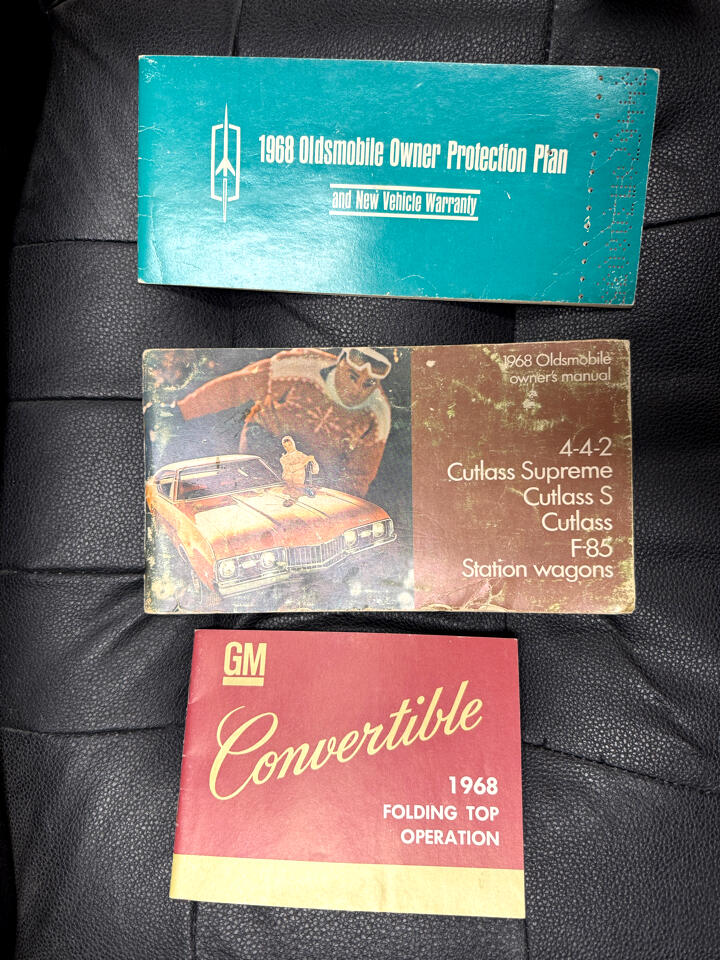 1968 Oldsmobile Owner Protection Plan
and New Vehicle Warranty
1968 Oldsmobile
owner's manual
4-4-2
Cutlass Supreme
Cutlass S
Cutlass
F-85
Station wagons
GM
Convertible
1968
FOLDING TOP
OPERATION